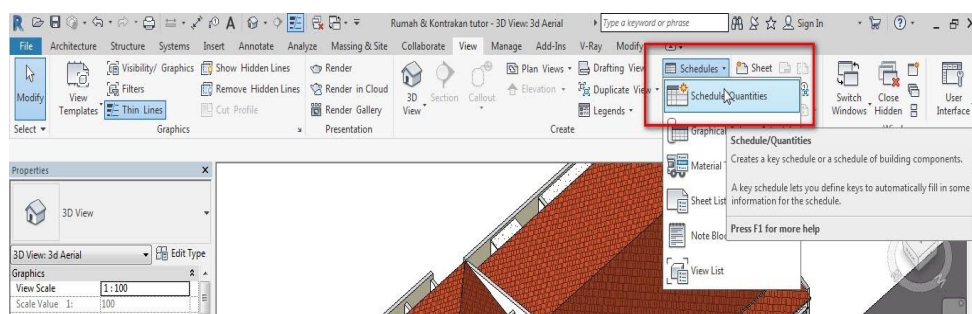 Rumah & Kontrakan tutor - 3D View: 3d Aerial
Type a keyword or phrase
Sign In
File Architecture Structure Systems Insert Annotate Analyze Massing & Site Collaborate View Manage Add-Ins V-Ray Modify
Modify
View Templates
Visibility/ Graphics
Filters
Thin Lines
Show Hidden Lines
Remove Hidden Lines
Cut Profile
Render
Render in Cloud
Render Gallery
3D View
Section
Callout
Plan Views
Elevation
Drafting View
Duplicate View
Legends
Schedules
Sheet
Switch Windows
Close Hidden
User Interface
Select
Graphics
Presentation
Create
Schedule/Quantities
Graphical
Material
Sheet List
Note Bloc
View List
Schedule/Quantities
Creates a key schedule or a schedule of building components.
A key schedule lets you define keys to automatically fill in some
information for the schedule.
Press F1 for more help
Properties X
3D View
3D View: 3d Aerial
Edit Type
Graphics
View Scale 1 : 100
Scale Value 1: 100